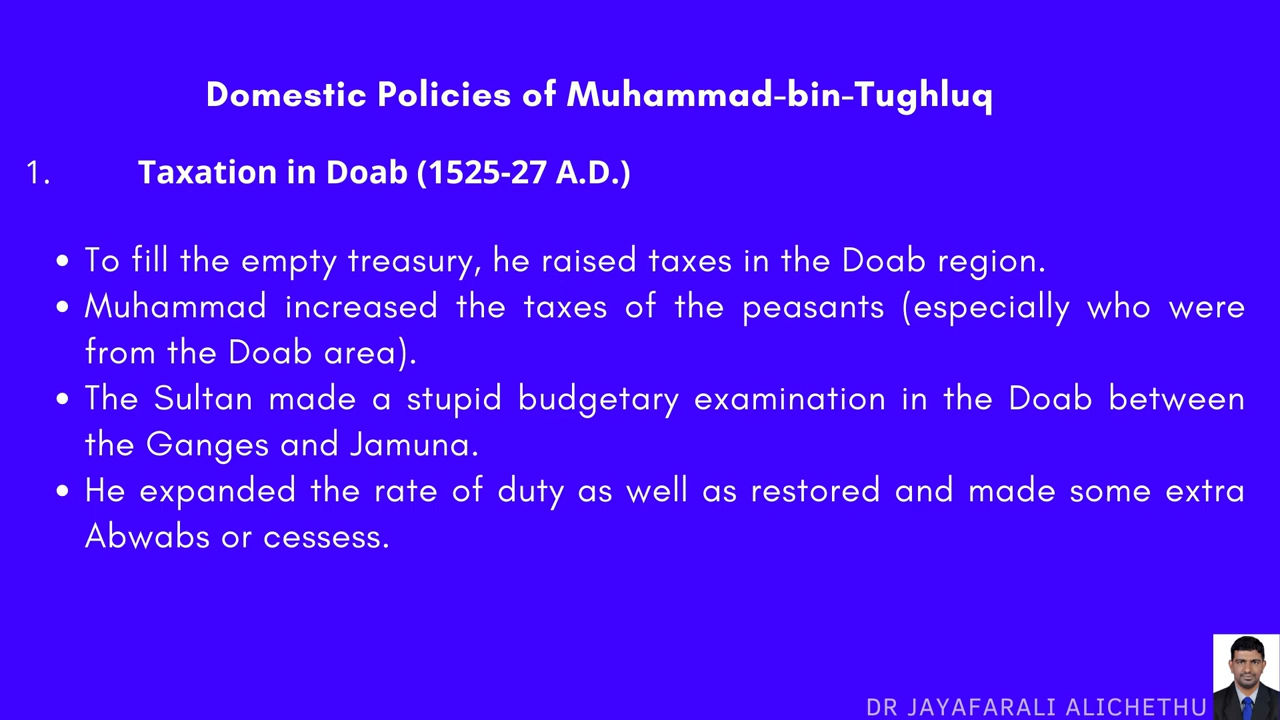 Domestic Policies of Muhammad-bin-Tughluq
1. Taxation in Doab (1525-27 A.D.)
• To fill the empty treasury, he raised taxes in the Doab region.
• Muhammad increased the taxes of the peasants (especially who were
from the Doab area).
• The Sultan made a stupid budgetary examination in the Doab between
the Ganges and Jamuna.
• He expanded the rate of duty as well as restored and made some extra
Abwabs or cessess.
DR JAYAFARALI ALICHETHU